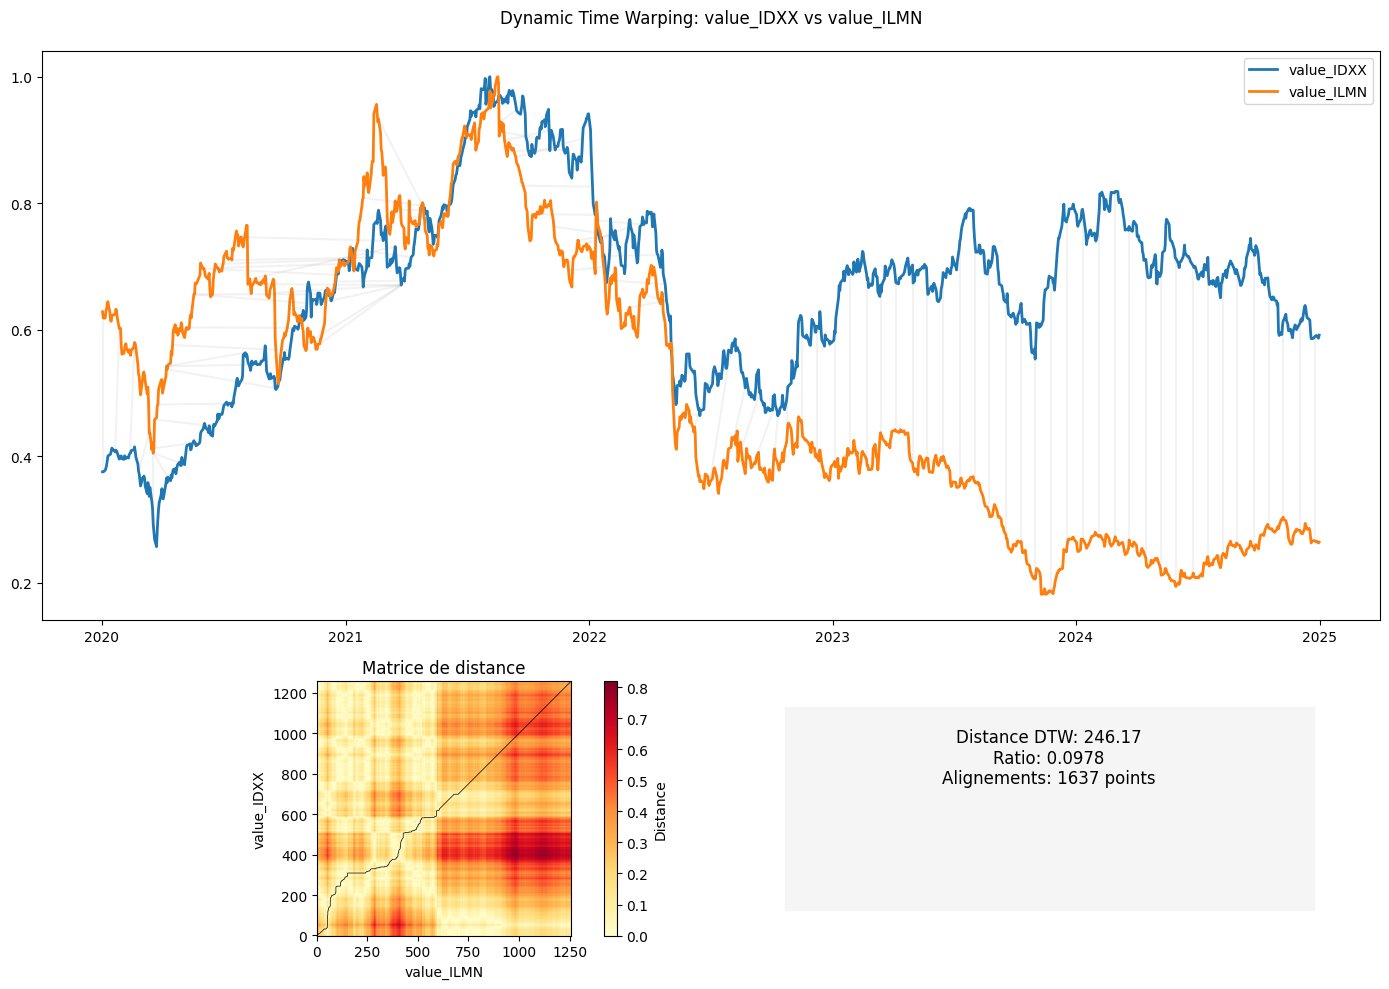 Dynamic Time Warping: value_IDXX vs value_ILMN
value_IDXX
value_ILMN
1.0
0.8
0.6
0.4
0.2
2020 2021 2022 2023 2024 2025
Matrice de distance
1200
1000
800
600
400
200
0
value_IDXX
0 250 500 750 1000 1250
value_ILMN
0.8
0.7
0.6
0.5
0.4
0.3
0.2
0.1
0.0
Distance
Distance DTW: 246.17
Ratio: 0.0978
Alignements: 1637 points